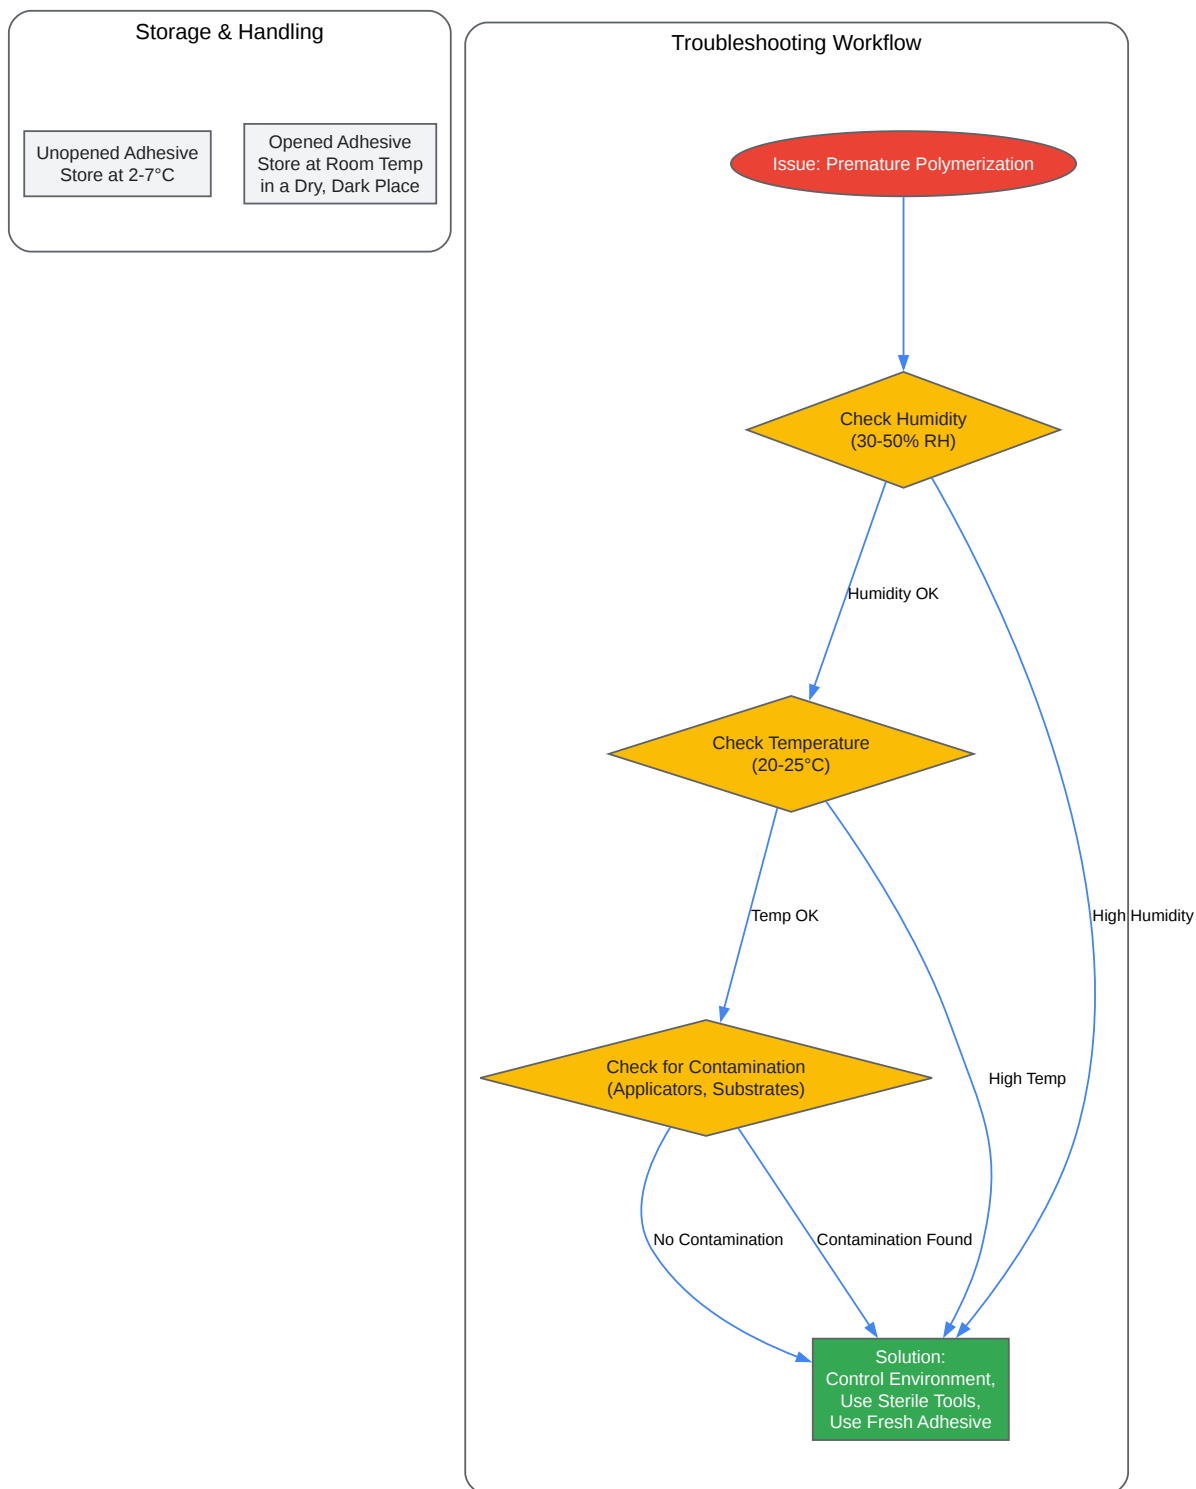 Storage & Handling
Unopened Adhesive
Store at 2-7°C
Opened Adhesive
Store at Room Temp
in a Dry, Dark Place
Troubleshooting Workflow
Issue: Premature Polymerization
Check Humidity
(30-50% RH)
Humidity OK
Check Temperature
(20-25°C)
Temp OK
High Humidity
Check for Contamination
(Applicators, Substrates)
High Temp
No Contamination
Contamination Found
Solution:
Control Environment,
Use Sterile Tools,
Use Fresh Adhesive